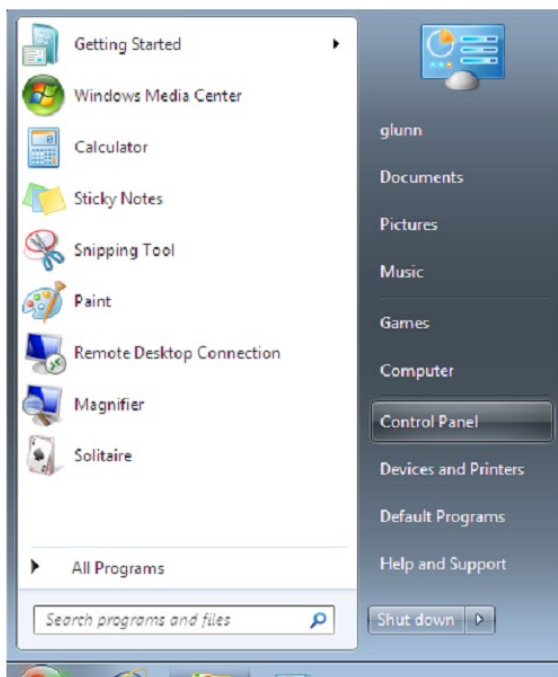 Getting Started
Windows Media Center
Calculator
Sticky Notes
Snipping Tool
Paint
Remote Desktop Connection
Magnifier
Solitaire
All Programs
Search programs and files
glunn
Documents
Pictures
Music
Games
Computer
Control Panel
Devices and Printers
Default Programs
Help and Support
Shut down